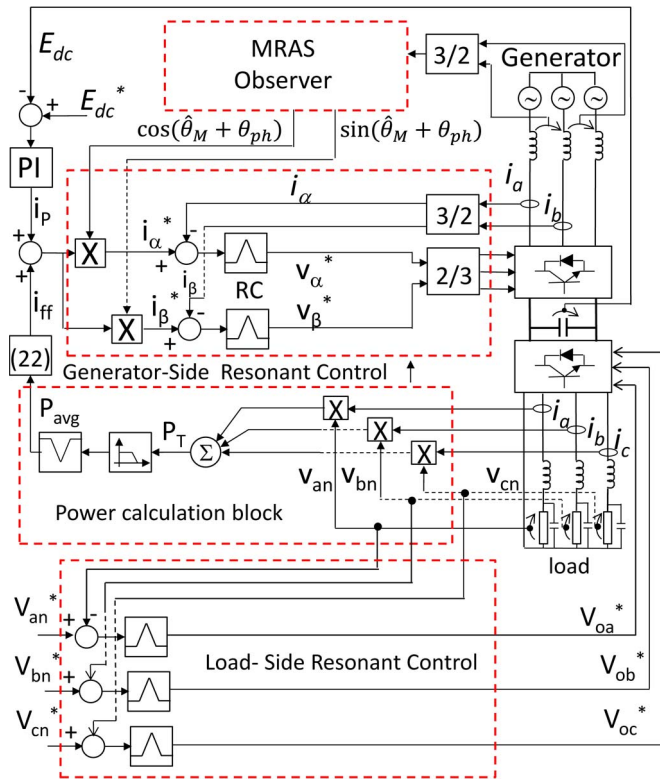 E_dc
E_dc*
-
+
MRAS
Observer
3/2
Generator
~ ~ ~
cos(θ̂_M + θ_ph)
sin(θ̂_M + θ_ph)
PI
i_P
i_α
3/2
i_a
i_b
+
+
X
i_α*
-
+
v_α*
2/3
RC
i_ff
X
i_β*
i_β
-
+
v_β*
(22)
Generator-Side Resonant Control
P_avg
P_T
Σ
X
X
X
i_a
i_b
i_c
v_an
v_bn
v_cn
Power calculation block
load
V_an*
+
-
V_oa*
V_bn*
+
-
Load- Side Resonant Control
V_ob*
V_cn*
+
-
V_oc*